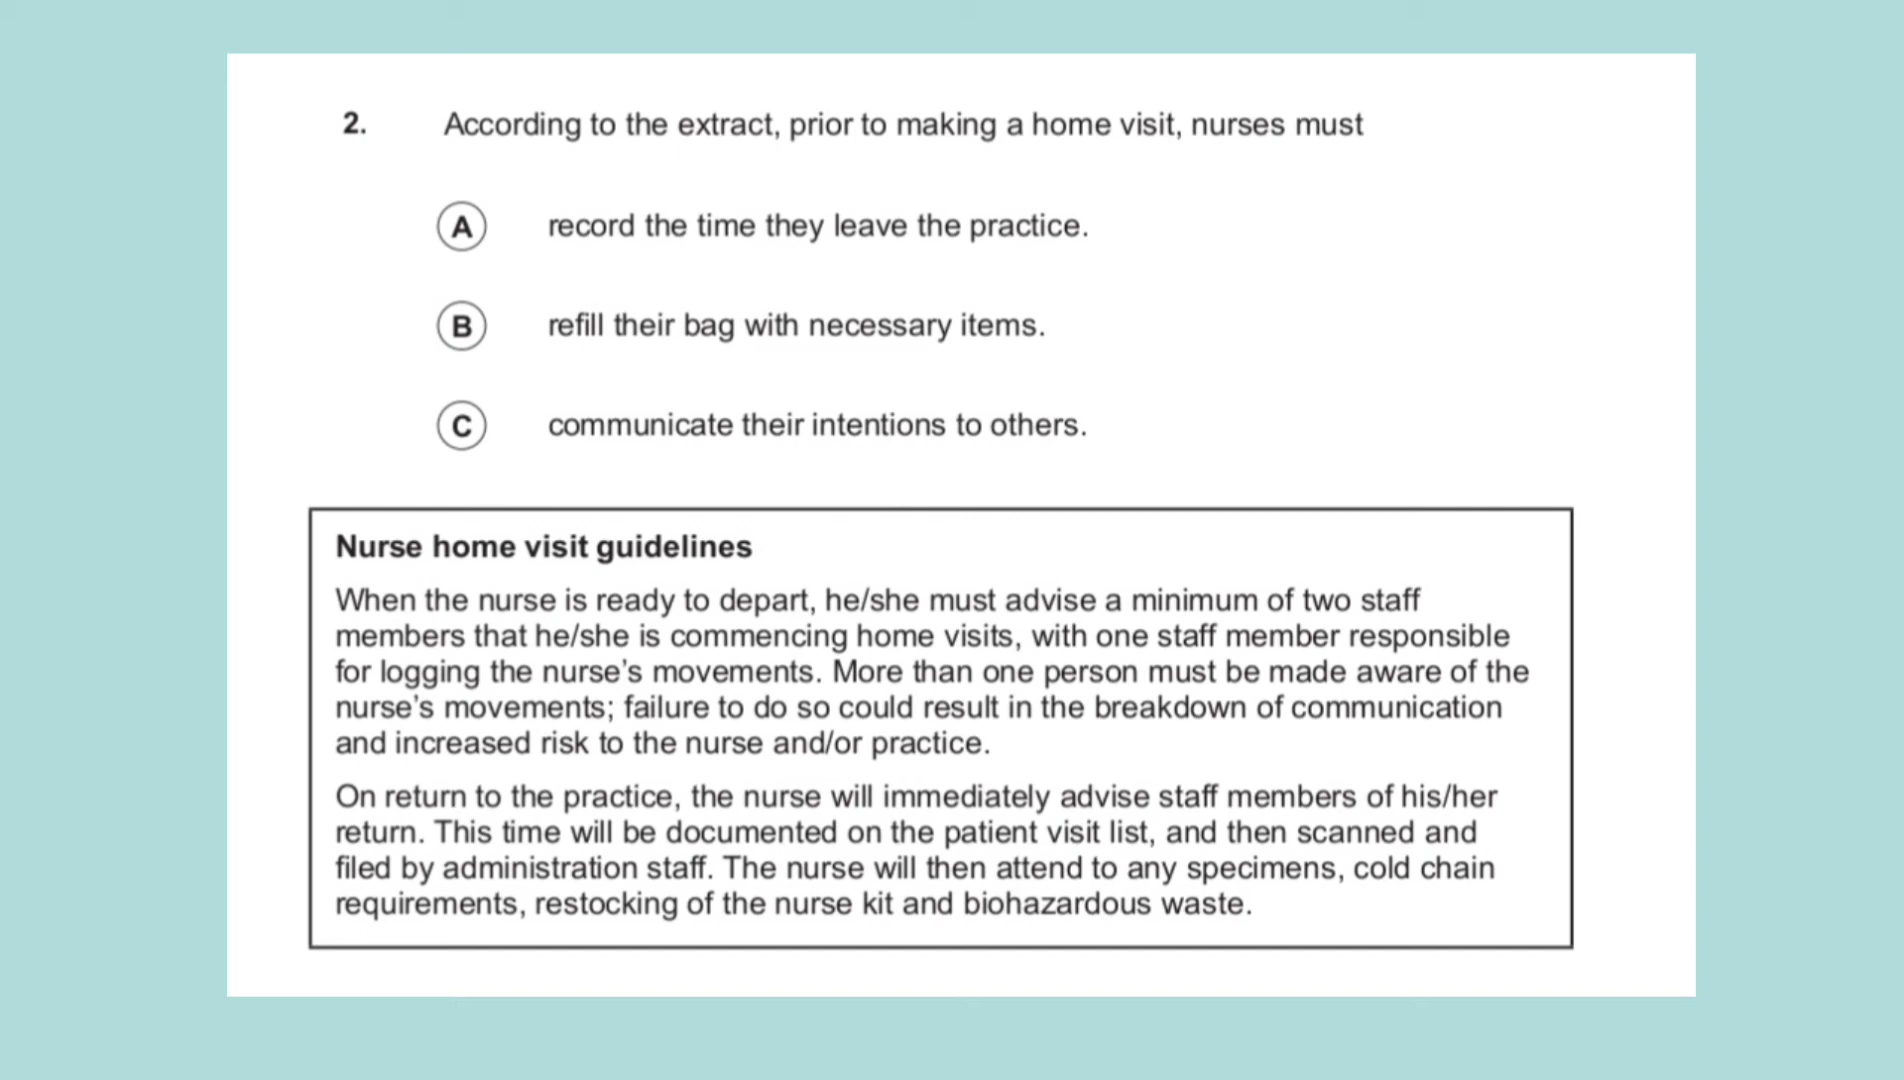 2. According to the extract, prior to making a home visit, nurses must
A record the time they leave the practice.
B refill their bag with necessary items.
C communicate their intentions to others.
Nurse home visit guidelines
When the nurse is ready to depart, he/she must advise a minimum of two staff
members that he/she is commencing home visits, with one staff member responsible
for logging the nurse’s movements. More than one person must be made aware of the
nurse’s movements; failure to do so could result in the breakdown of communication
and increased risk to the nurse and/or practice.
On return to the practice, the nurse will immediately advise staff members of his/her
return. This time will be documented on the patient visit list, and then scanned and
filed by administration staff. The nurse will then attend to any specimens, cold chain
requirements, restocking of the nurse kit and biohazardous waste.